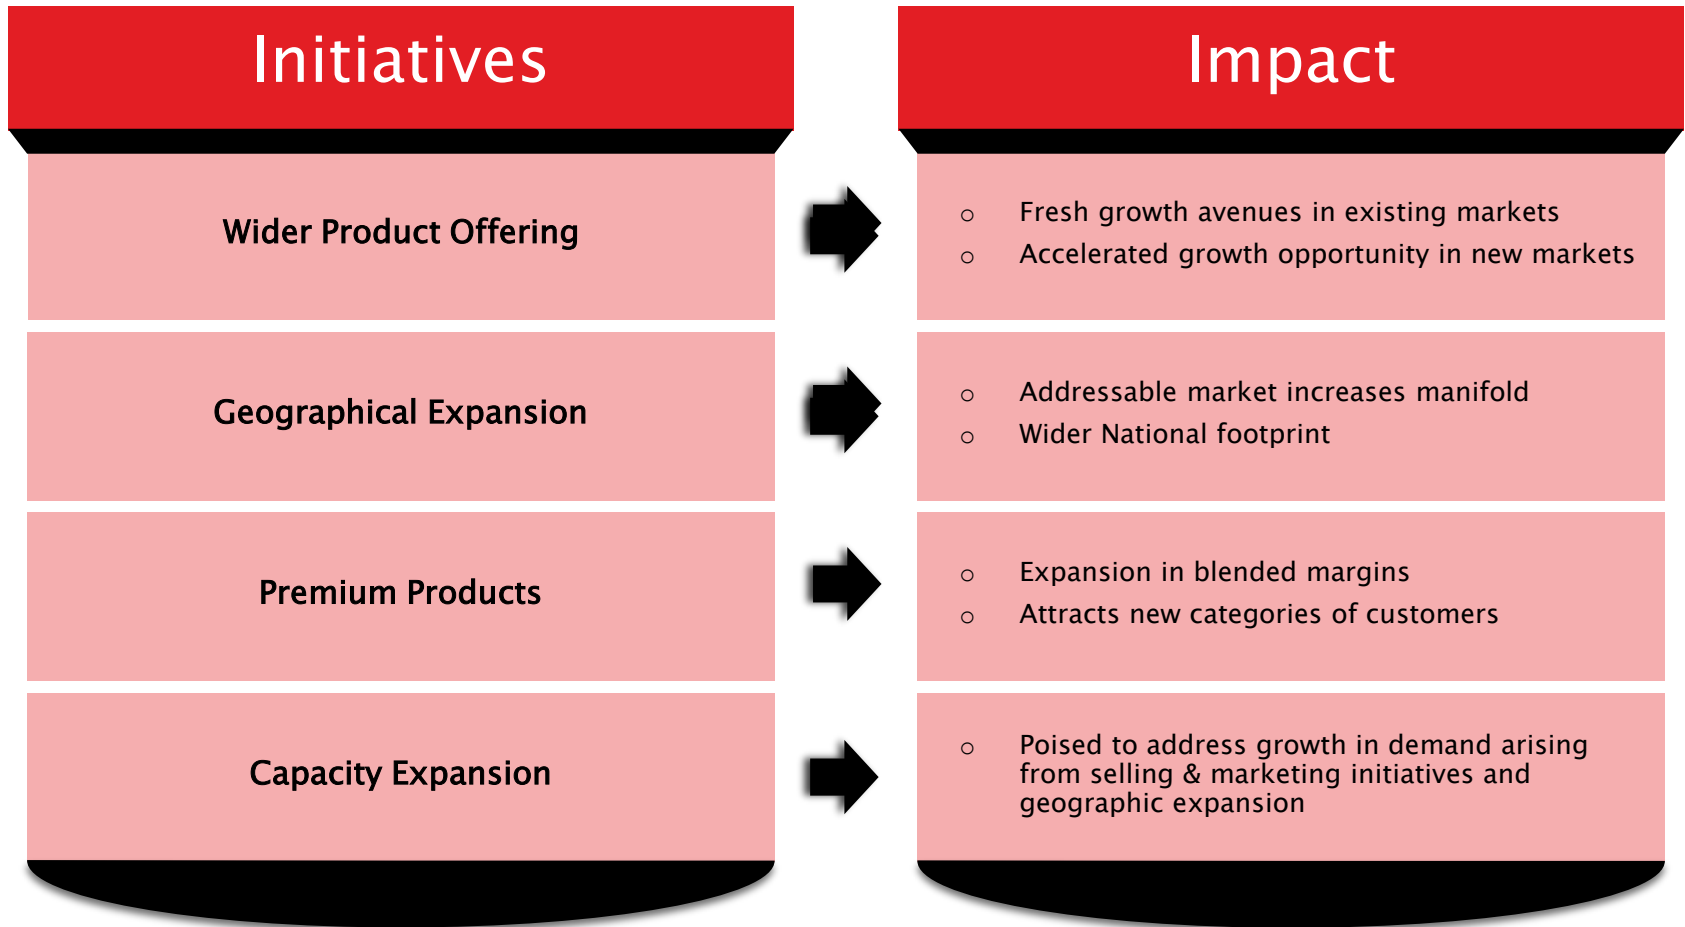 Initiatives
Impact
Wider Product Offering
○ Fresh growth avenues in existing markets
○ Accelerated growth opportunity in new markets
Geographical Expansion
○ Addressable market increases manifold
○ Wider National footprint
Premium Products
○ Expansion in blended margins
○ Attracts new categories of customers
Capacity Expansion
○ Poised to address growth in demand arising
from selling & marketing initiatives and
geographic expansion